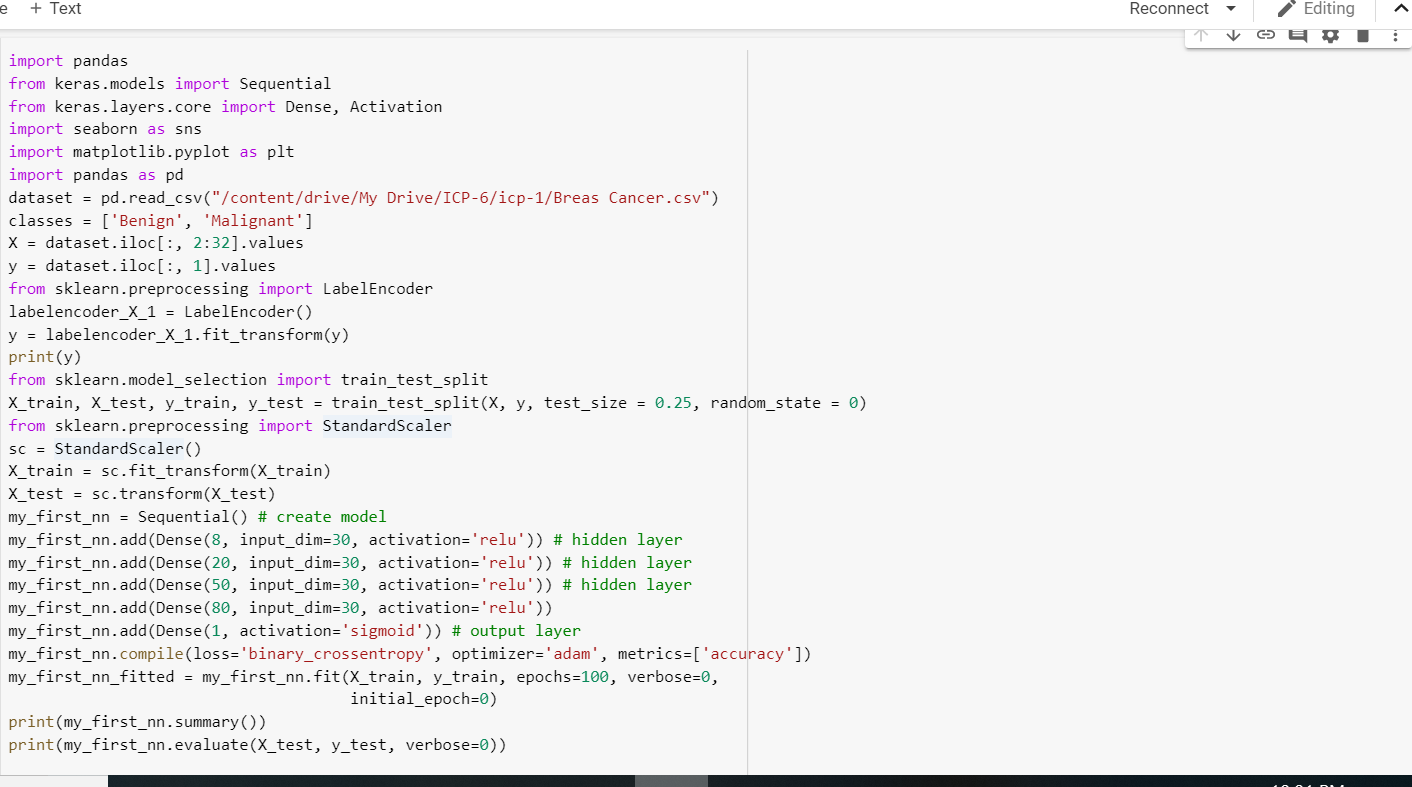 e + Text Reconnect Editing
import pandas
from keras.models import Sequential
from keras.layers.core import Dense, Activation
import seaborn as sns
import matplotlib.pyplot as plt
import pandas as pd
dataset = pd.read_csv("/content/drive/My Drive/ICP-6/icp-1/Breas Cancer.csv")
classes = ['Benign', 'Malignant']
X = dataset.iloc[:, 2:32].values
y = dataset.iloc[:, 1].values
from sklearn.preprocessing import LabelEncoder
labelencoder_X_1 = LabelEncoder()
y = labelencoder_X_1.fit_transform(y)
print(y)
from sklearn.model_selection import train_test_split
X_train, X_test, y_train, y_test = train_test_split(X, y, test_size = 0.25, random_state = 0)
from sklearn.preprocessing import StandardScaler
sc = StandardScaler()
X_train = sc.fit_transform(X_train)
X_test = sc.transform(X_test)
my_first_nn = Sequential() # create model
my_first_nn.add(Dense(8, input_dim=30, activation='relu')) # hidden layer
my_first_nn.add(Dense(20, input_dim=30, activation='relu')) # hidden layer
my_first_nn.add(Dense(50, input_dim=30, activation='relu')) # hidden layer
my_first_nn.add(Dense(80, input_dim=30, activation='relu'))
my_first_nn.add(Dense(1, activation='sigmoid')) # output layer
my_first_nn.compile(loss='binary_crossentropy', optimizer='adam', metrics=['accuracy'])
my_first_nn_fitted = my_first_nn.fit(X_train, y_train, epochs=100, verbose=0,
initial_epoch=0)
print(my_first_nn.summary())
print(my_first_nn.evaluate(X_test, y_test, verbose=0))